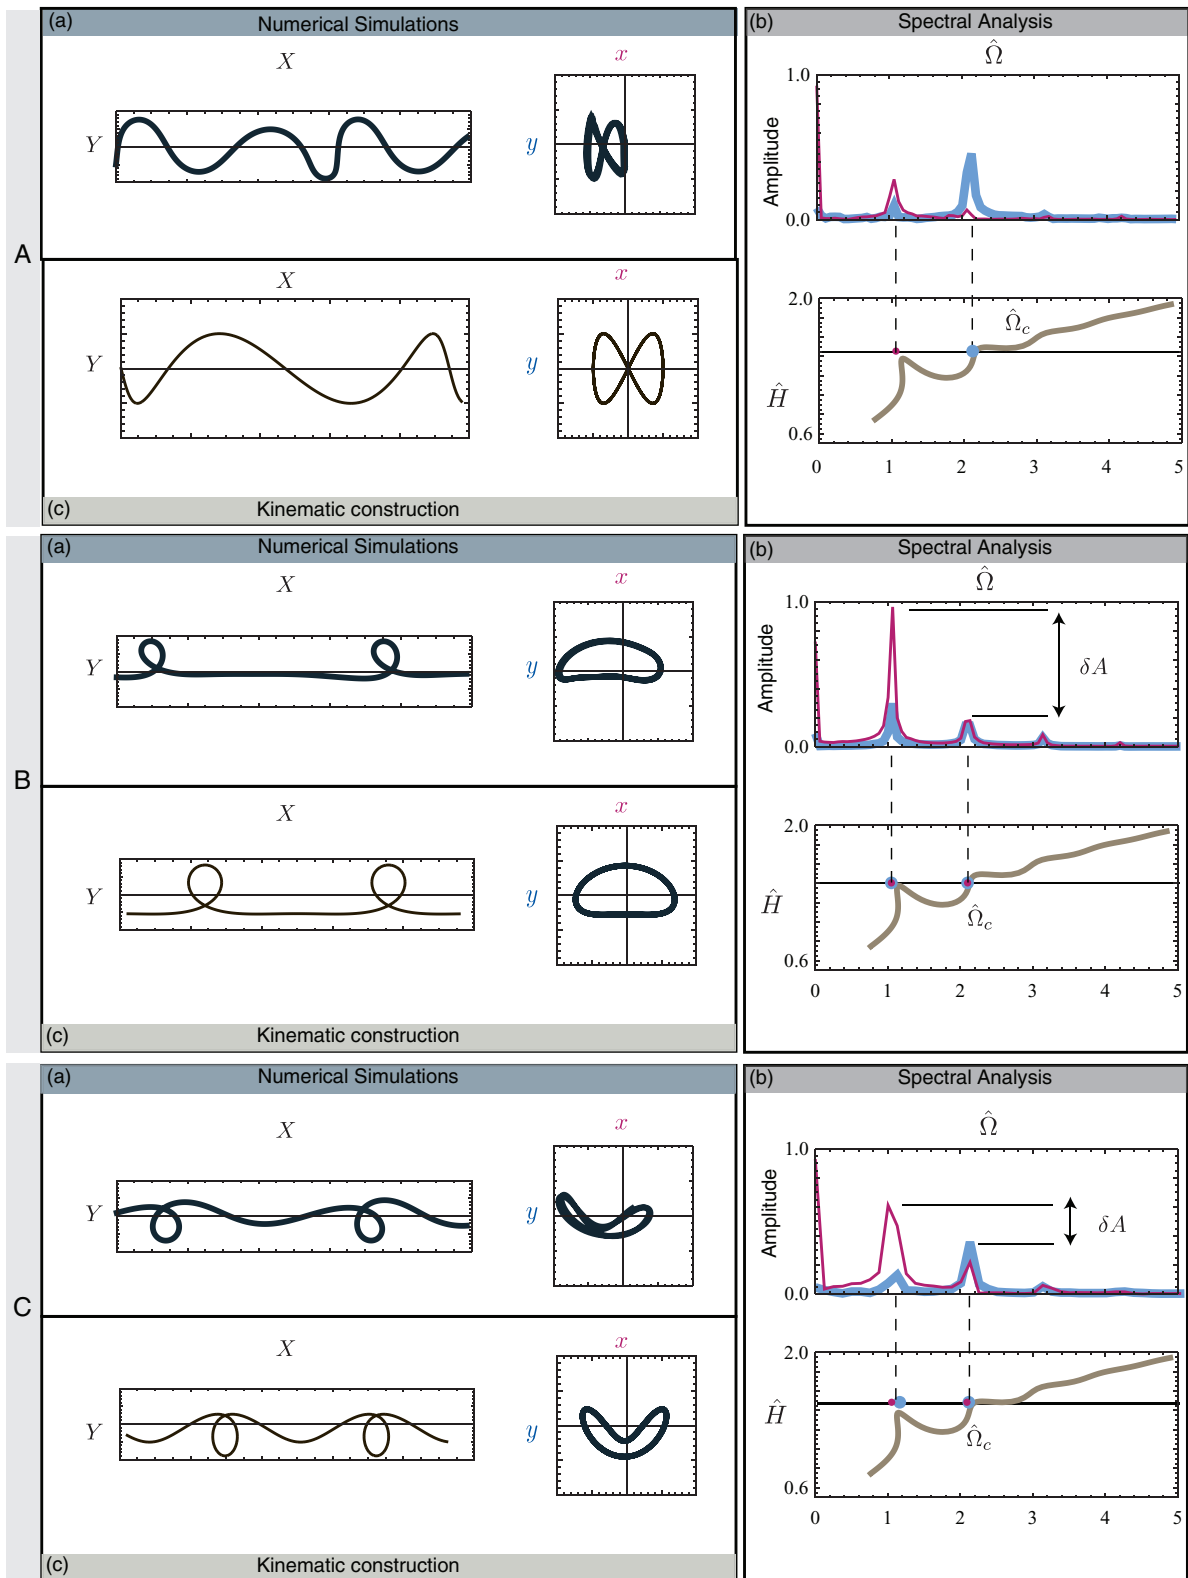 A
(a) Numerical Simulations
X
x
Y
y
X
x
Y
y
(c) Kinematic construction
(b) Spectral Analysis
Ω̂
1.0
Amplitude
0.0
2.0
Ω̂c
Ĥ
0.6
0 1 2 3 4 5
B
(a) Numerical Simulations
X
x
Y
y
X
x
Y
y
(c) Kinematic construction
(b) Spectral Analysis
Ω̂
1.0
Amplitude
δA
0.0
2.0
Ĥ
Ω̂c
0.6
0 1 2 3 4 5
C
(a) Numerical Simulations
X
x
Y
y
X
x
Y
y
(c) Kinematic construction
(b) Spectral Analysis
Ω̂
1.0
Amplitude
δA
0.0
2.0
Ĥ
Ω̂c
0.6
0 1 2 3 4 5